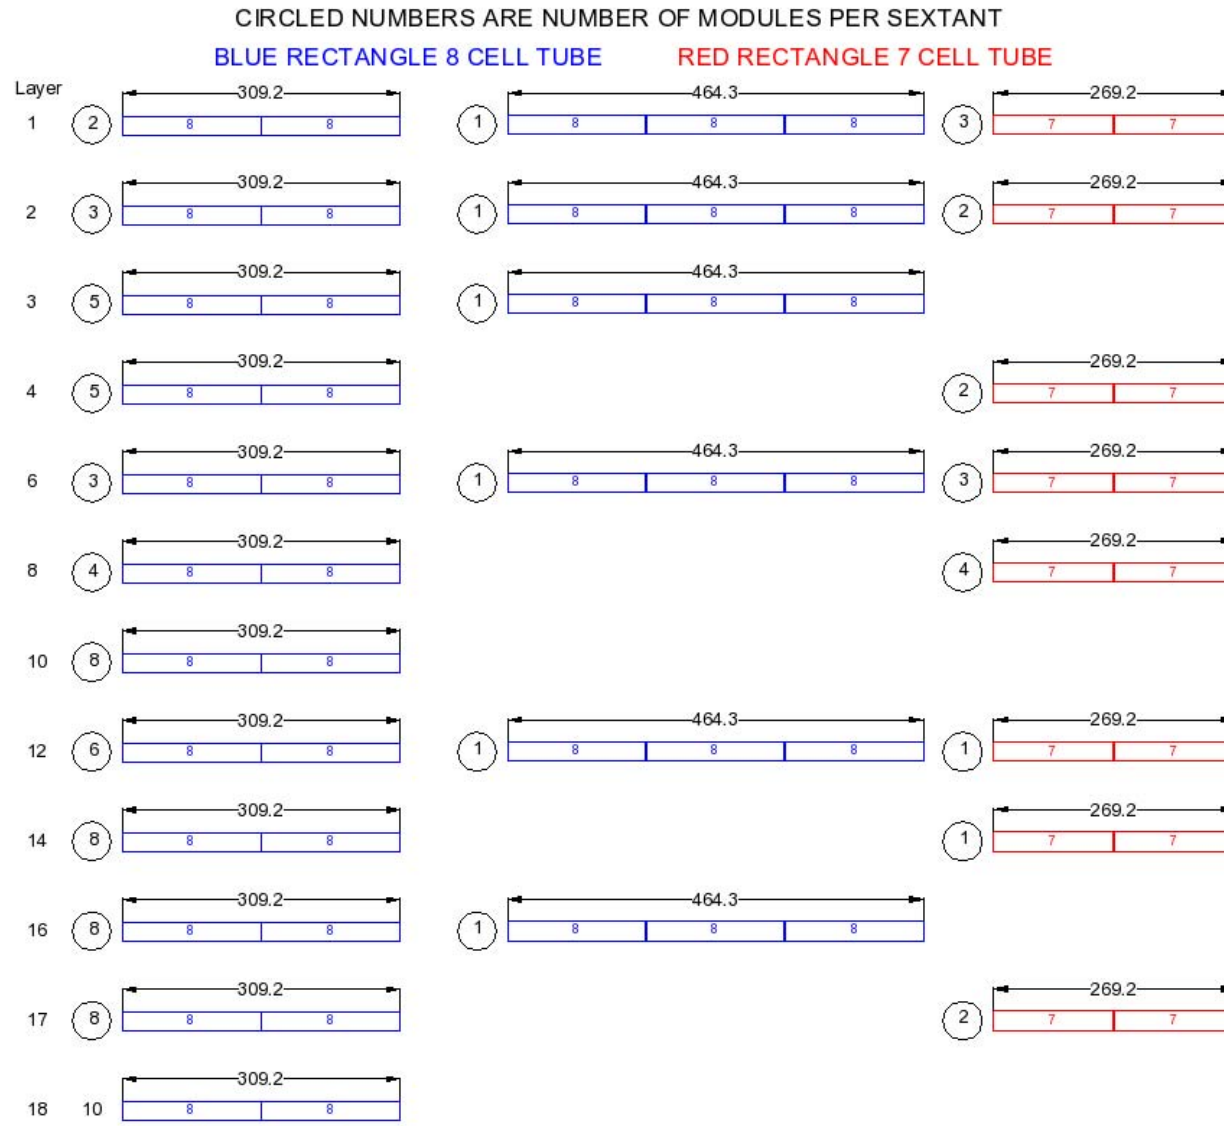 CIRCLED NUMBERS ARE NUMBER OF MODULES PER SEXTANT
BLUE RECTANGLE 8 CELL TUBE RED RECTANGLE 7 CELL TUBE
Layer 309.2 464.3 269.2
1 2 8 8 1 8 8 8 3 7 7
309.2 464.3 269.2
2 3 8 8 1 8 8 8 2 7 7
309.2 464.3
3 5 8 8 1 8 8 8
309.2 269.2
4 5 8 8 2 7 7
309.2 464.3 269.2
6 3 8 8 1 8 8 8 3 7 7
309.2 269.2
8 4 8 8 4 7 7
309.2
10 8 8 8
309.2 464.3 269.2
12 6 8 8 1 8 8 8 1 7 7
309.2 269.2
14 8 8 8 1 7 7
309.2 464.3
16 8 8 8 1 8 8 8
309.2 269.2
17 8 8 8 2 7 7
309.2
18 10 8 8